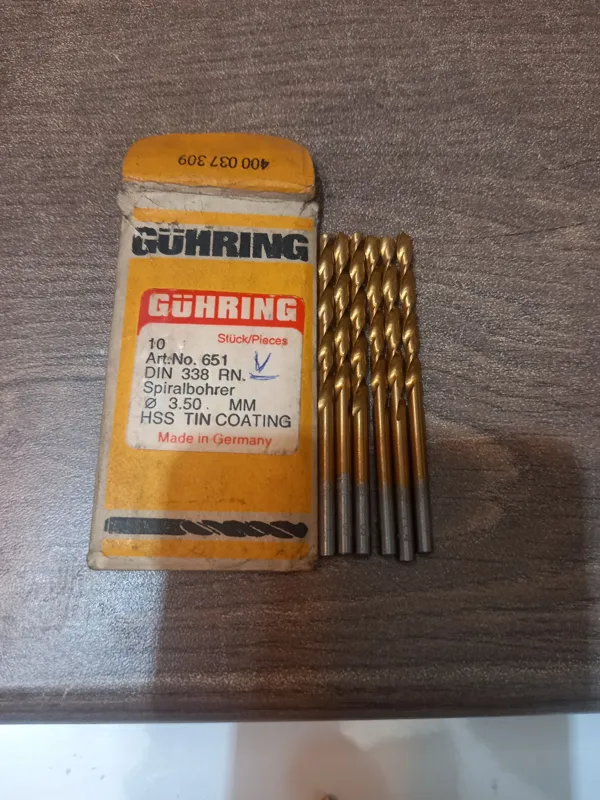 400 037 309
GÜHRING
GÜHRING
10 Stück/Pieces
Art.No. 651
DIN 338 RN.
Spiralbohrer
Ø 3.50 MM
HSS TIN COATING
Made in Germany